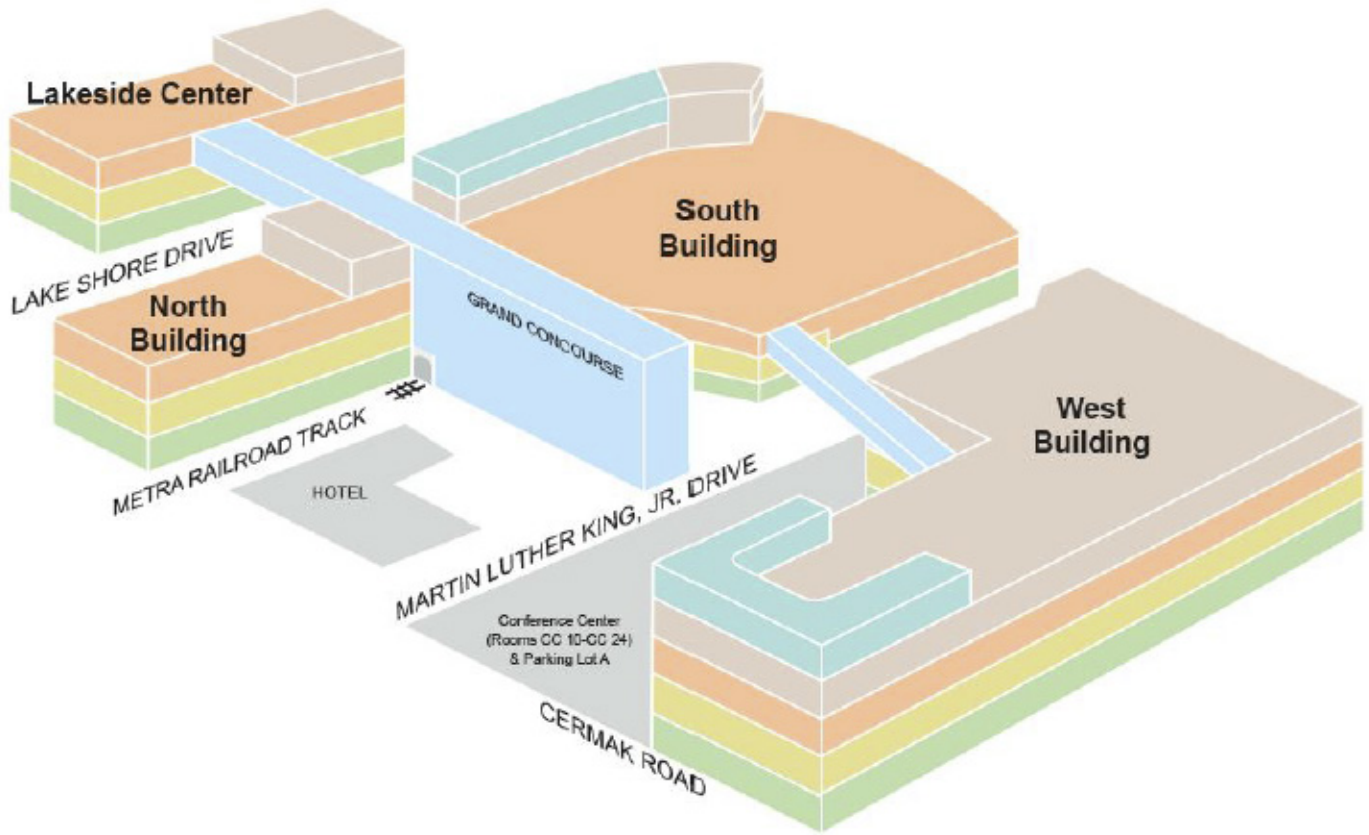 Lakeside Center
South
Building
LAKE SHORE DRIVE
North
Building
GRAND CONCOURSE
West
Building
METRA RAILROAD TRACK
HOTEL
MARTIN LUTHER KING, JR. DRIVE
Conference Center
(Rooms CC 10-CC 24)
& Parking Lot A
CERMAK ROAD